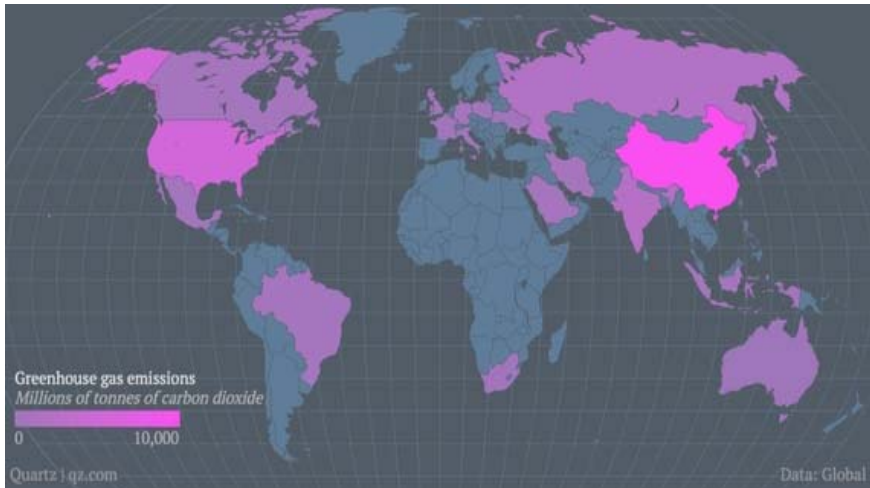 Greenhouse gas emissions
Millions of tonnes of carbon dioxide
0 10,000
Quartz | qz.com Data: Global